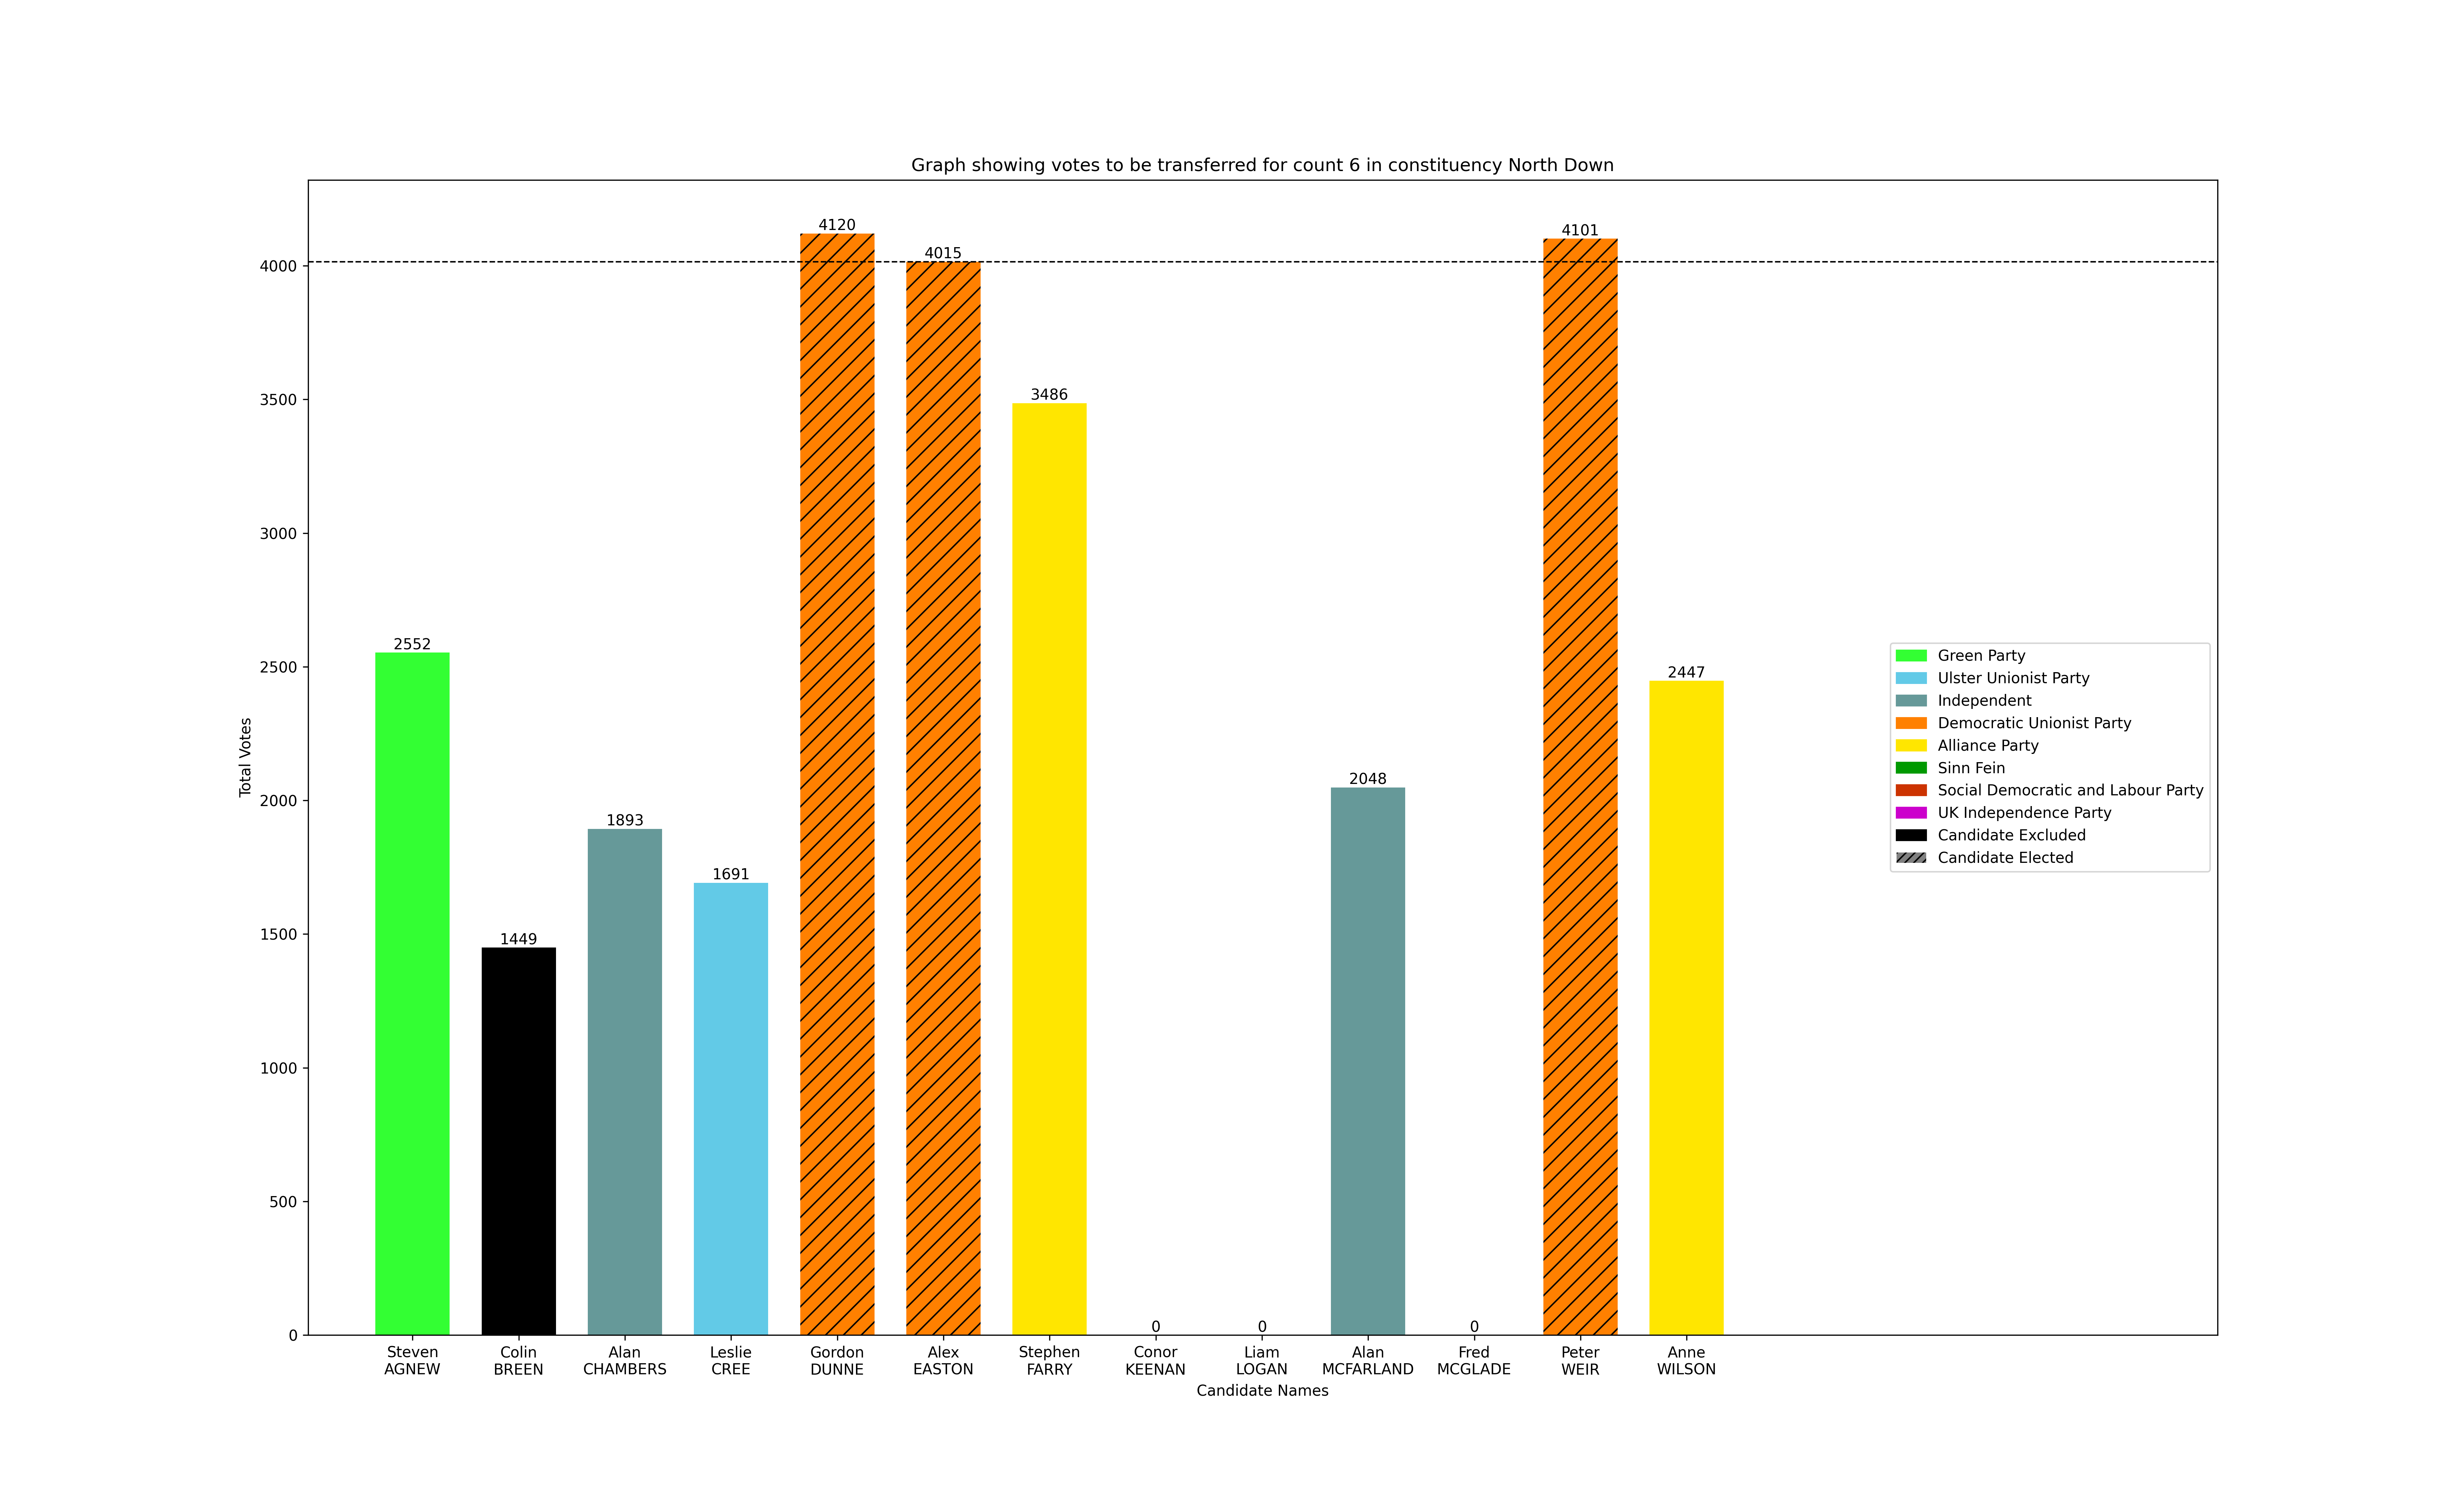 Graph showing votes to be transferred for count 6 in constituency North Down
Total Votes
4000
3500
3000
2500
2000
1500
1000
500
0
2552
1449
1893
1691
4120
4015
3486
0
0
2048
0
4101
2447
Steven
AGNEW
Colin
BREEN
Alan
CHAMBERS
Leslie
CREE
Gordon
DUNNE
Alex
EASTON
Stephen
FARRY
Conor
KEENAN
Liam
LOGAN
Alan
MCFARLAND
Fred
MCGLADE
Peter
WEIR
Anne
WILSON
Candidate Names
Green Party
Ulster Unionist Party
Independent
Democratic Unionist Party
Alliance Party
Sinn Fein
Social Democratic and Labour Party
UK Independence Party
Candidate Excluded
Candidate Elected